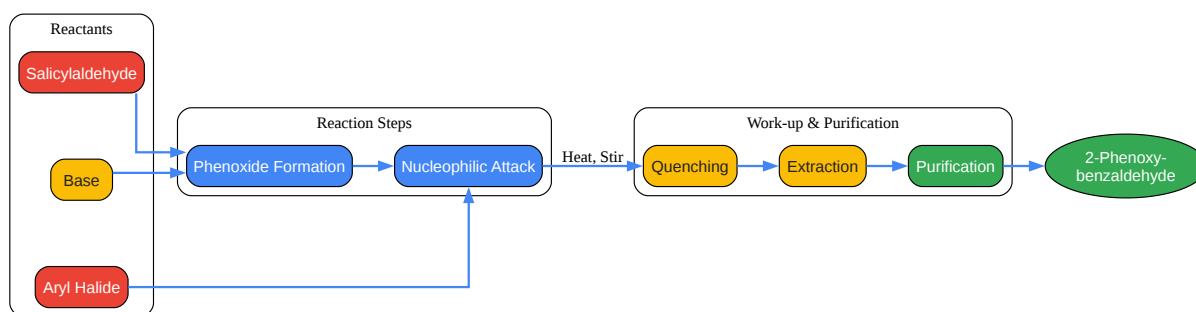 Reactants
Salicylaldehyde
Base
Aryl Halide
Reaction Steps
Phenoxide Formation
Nucleophilic Attack
Heat, Stir
Work-up & Purification
Quenching
Extraction
Purification
2-Phenoxy-
benzaldehyde